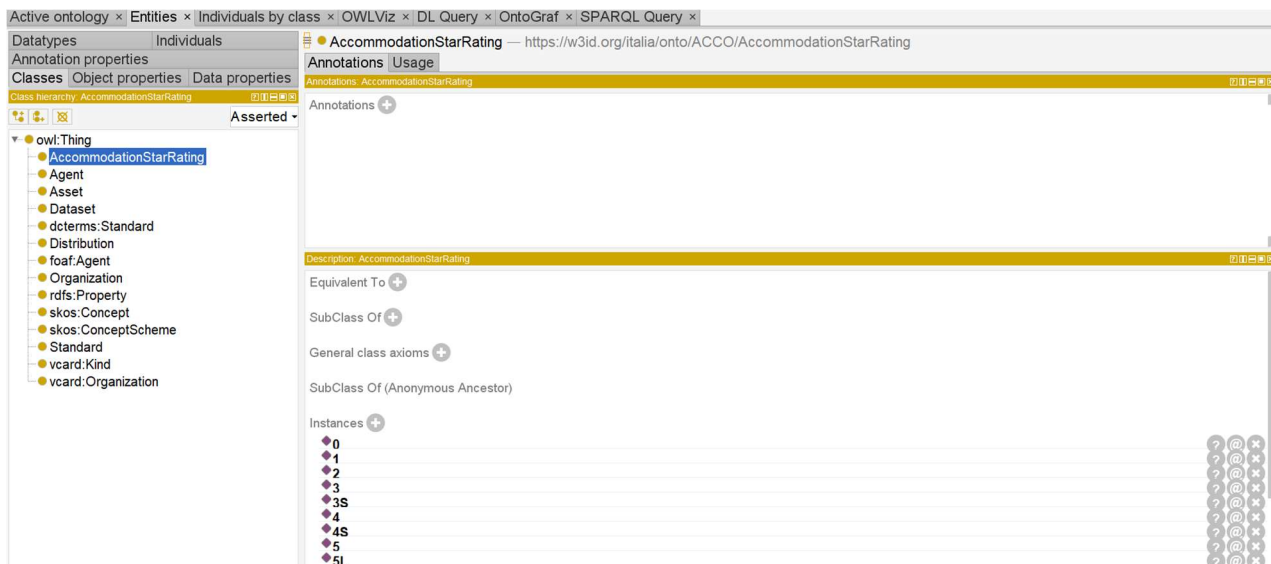 Active ontology × Entities × Individuals by class × OWLViz × DL Query × OntoGraf × SPARQL Query ×
Datatypes Individuals
Annotation properties
Classes Object properties Data properties
Class hierarchy: AccommodationStarRating
Asserted
owl:Thing
AccommodationStarRating
Agent
Asset
Dataset
dcterms:Standard
Distribution
foaf:Agent
Organization
rdfs:Property
skos:Concept
skos:ConceptScheme
Standard
vcard:Kind
vcard:Organization
AccommodationStarRating — https://w3id.org/italia/onto/ACCO/AccommodationStarRating
Annotations Usage
Annotations: AccommodationStarRating
Annotations
Description: AccommodationStarRating
Equivalent To
SubClass Of
General class axioms
SubClass Of (Anonymous Ancestor)
Instances
0
1
2
3
3S
4
4S
5
5L